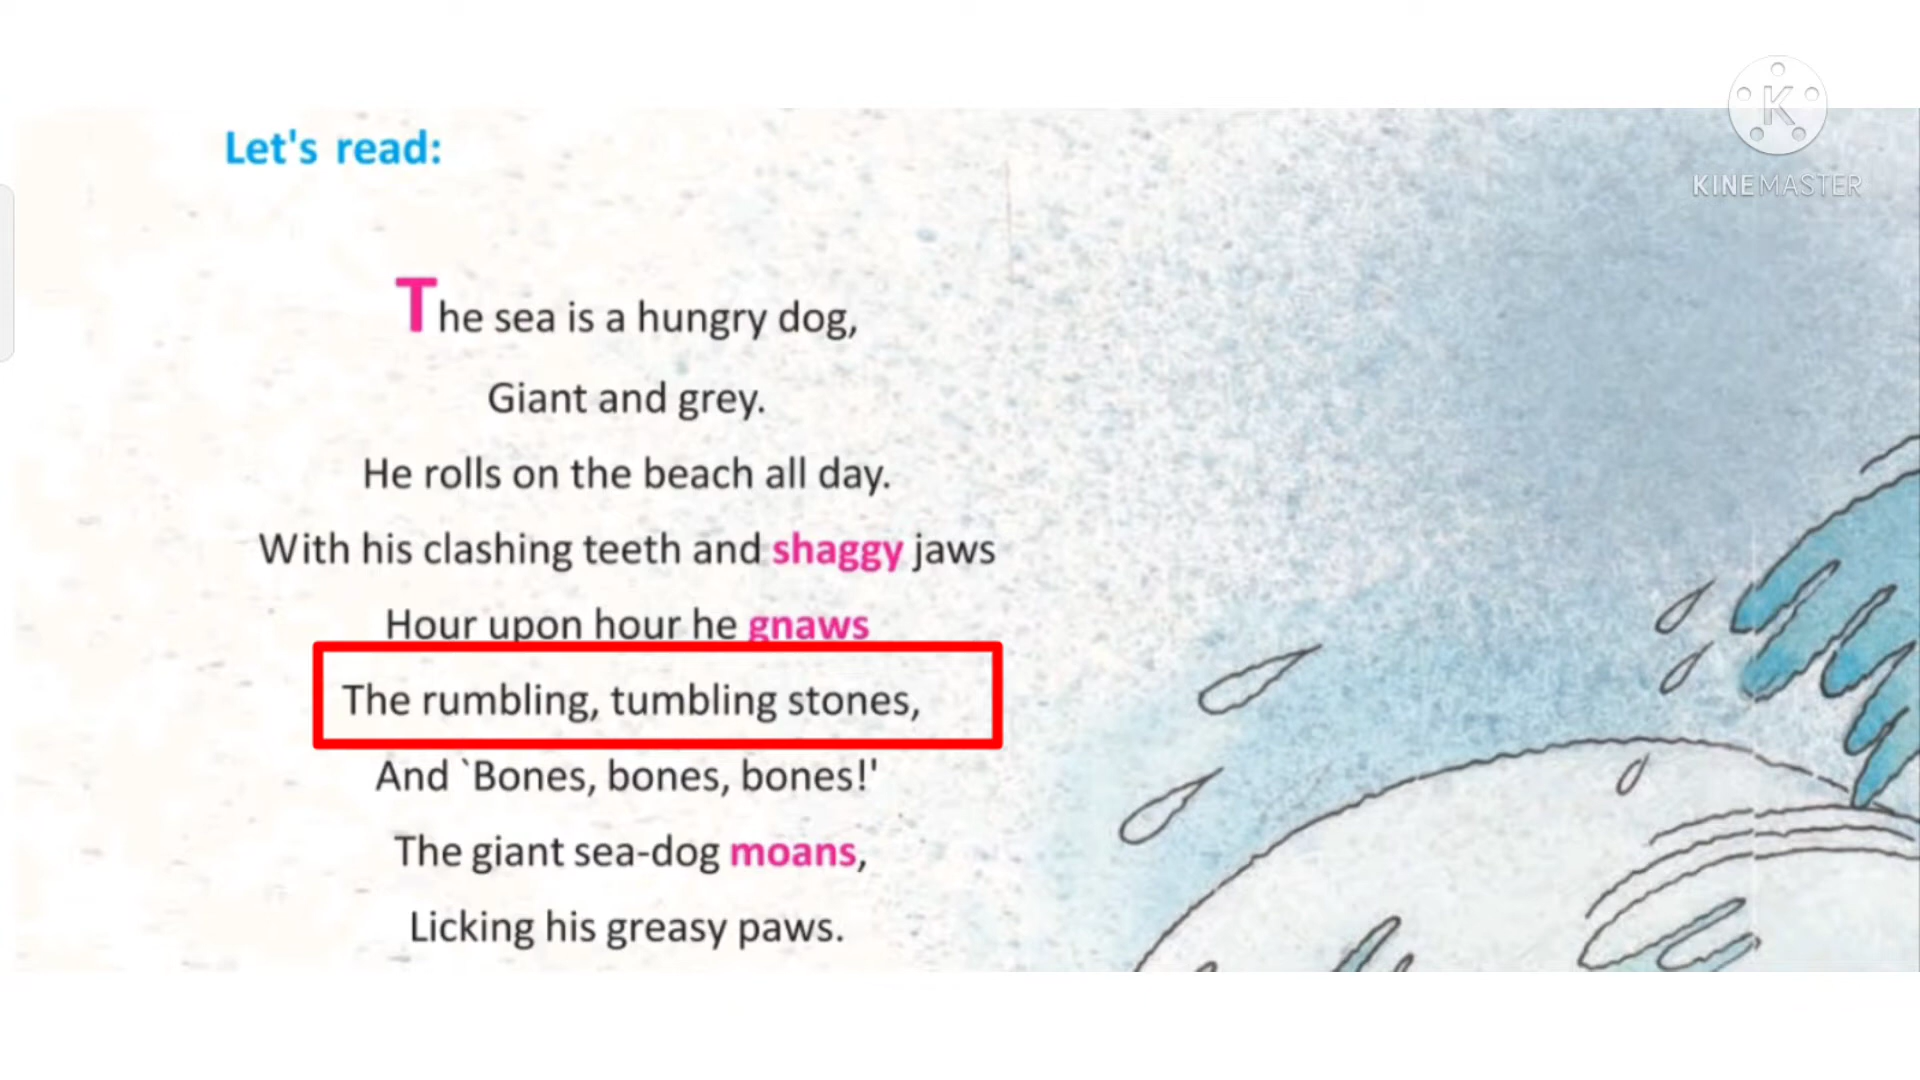 KINEMASTER
Let's read:
The sea is a hungry dog,
Giant and grey.
He rolls on the beach all day.
With his clashing teeth and shaggy jaws
Hour upon hour he gnaws
The rumbling, tumbling stones,
And `Bones, bones, bones!'
The giant sea-dog moans,
Licking his greasy paws.